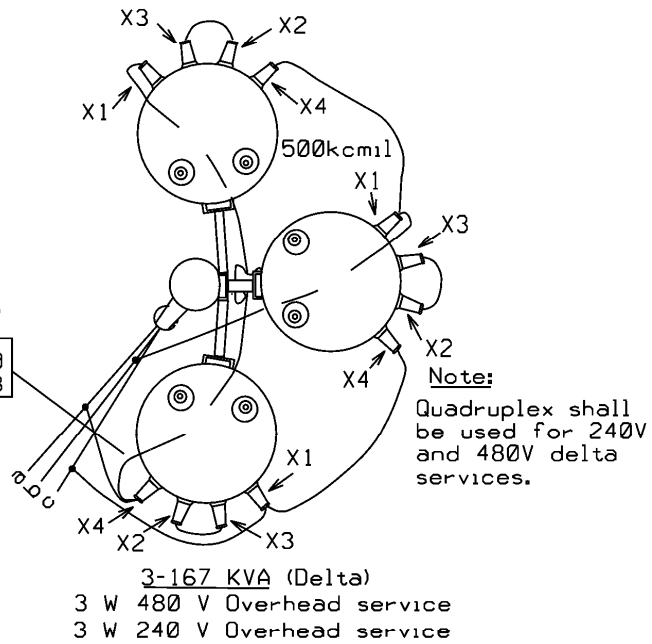 X3
X2
X1
X4
500kcmil
X1
X3
X2
X4
Note:
Quadruplex shall
be used for 240V
and 480V delta
services.
a
b
c
X1
X4
X2
X3
3-167 KVA (Delta)
3 W 480 V Overhead service
3 W 240 V Overhead service